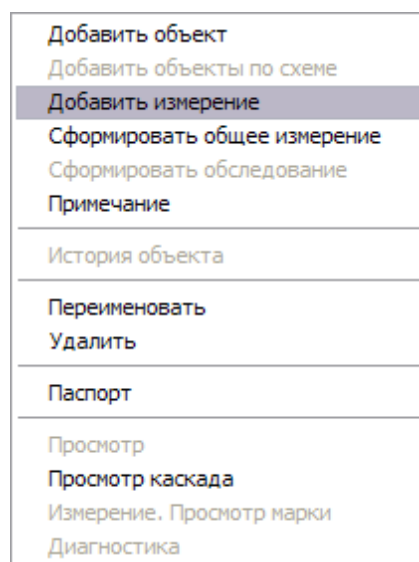 Добавить объект
Добавить объекты по схеме
Добавить измерение
Сформировать общее измерение
Сформировать обследование
Примечание
История объекта
Переименовать
Удалить
Паспорт
Просмотр
Просмотр каскада
Измерение. Просмотр марки
Диагностика